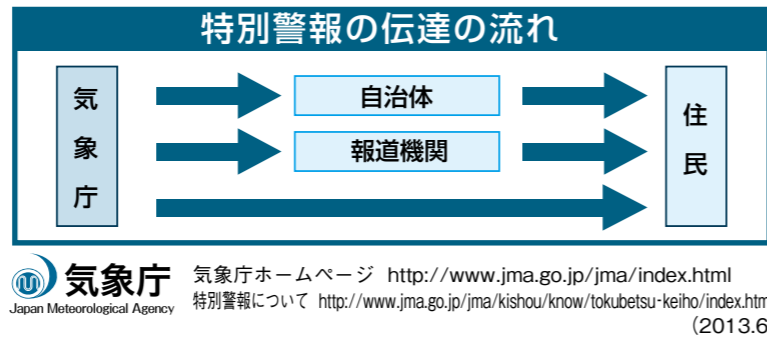 特別警報の伝達の流れ
気象庁
自治体
報道機関
住民
気象庁
Japan Meteorological Agency
気象庁ホームページ http://www.jma.go.jp/jma/index.html
特別警報について http://www.jma.go.jp/jma/kishou/know/tokubetsu-keiho/index.htm
(2013.6